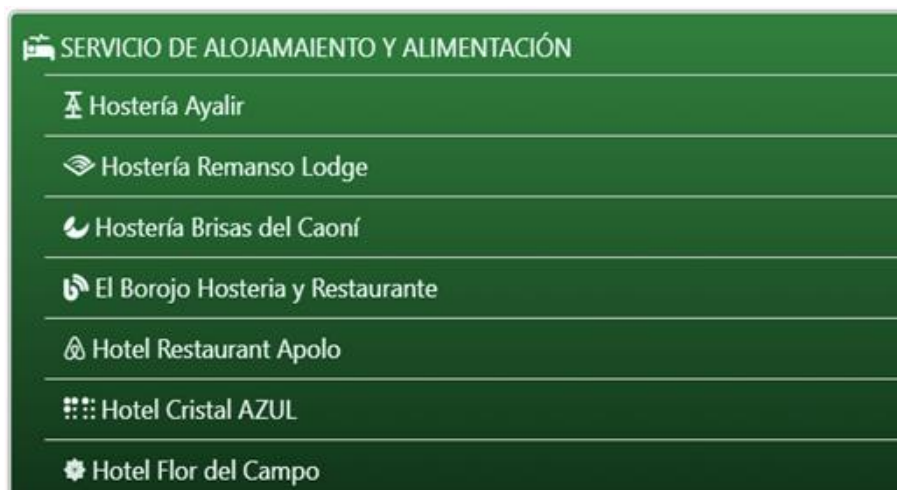 SERVICIO DE ALOJAMAIENTO Y ALIMENTACIÓN
Hostería Ayalir
Hostería Remanso Lodge
Hostería Brisas del Caoní
El Borojo Hosteria y Restaurante
Hotel Restaurant Apolo
Hotel Cristal AZUL
Hotel Flor del Campo